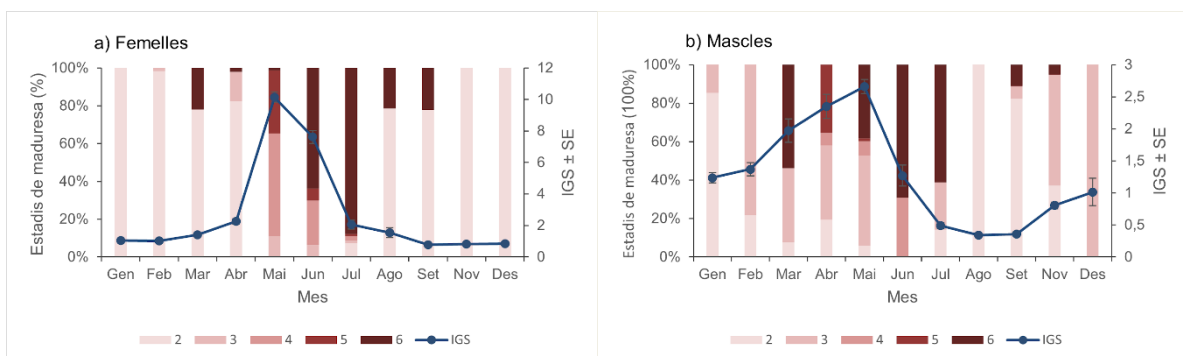 a) Femelles
Estadis de maduresa (%)
100%
80%
60%
40%
20%
0%
12
10
8
6
4
2
0
IGS ± SE
Gen Feb Mar Abr Mai Jun Jul Ago Set Nov Des
Mes
2 3 4 5 6 IGS
b) Mascles
Estadis de maduresa (100%)
100%
80%
60%
40%
20%
0%
3
2,5
2
1,5
1
0,5
0
IGS ± SE
Gen Feb Mar Abr Mai Jun Jul Ago Set Nov Des
Mes
2 3 4 5 6 IGS